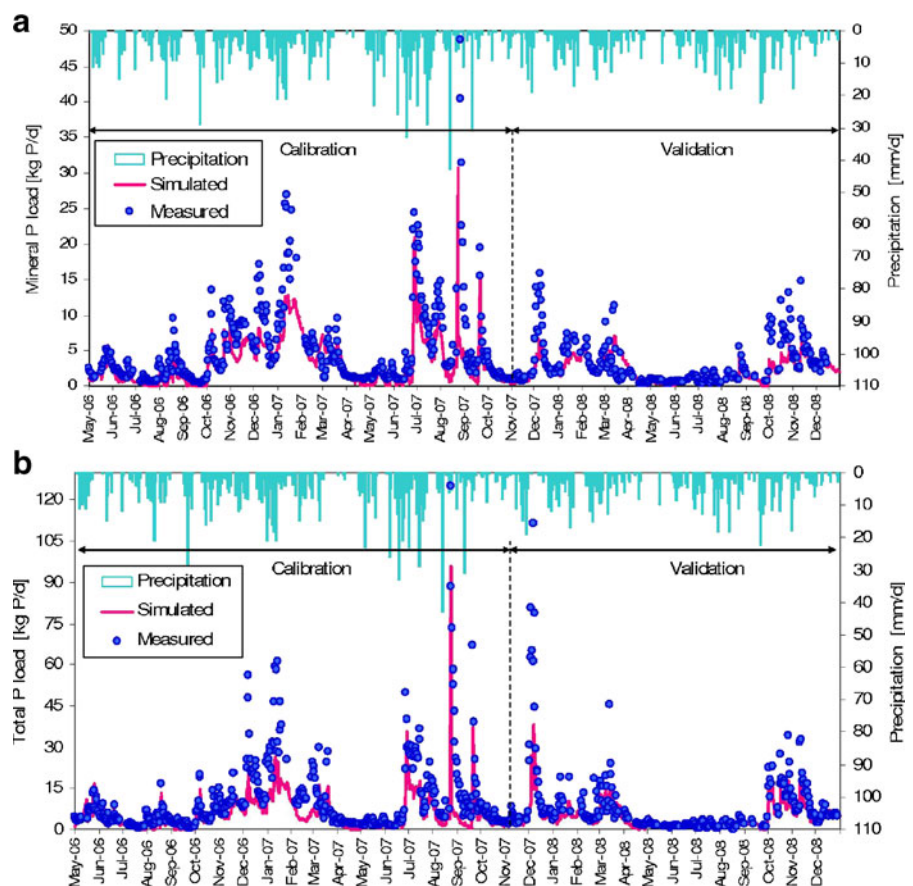 a
50
45
40
35
30
25
20
15
10
5
0
Mineral P load [kg P/d]
0
10
20
30
40
50
60
70
80
90
100
110
Precipitation [mm/d]
Calibration
Validation
Precipitation
Simulated
Measured
May-06
Jun-06
Jul-06
Aug-06
Sep-06
Oct-06
Nov-06
Dec-06
Jan-07
Feb-07
Mar-07
Apr-07
May-07
Jun-07
Jul-07
Aug-07
Sep-07
Oct-07
Nov-07
Dec-07
Jan-08
Feb-08
Mar-08
Apr-08
May-08
Jun-08
Jul-08
Aug-08
Sep-08
Oct-08
Nov-08
Dec-08
b
120
105
90
75
60
45
30
15
0
Total P load [kg P/d]
0
10
20
30
40
50
60
70
80
90
100
110
Precipitation [mm/d]
Calibration
Validation
Precipitation
Simulated
Measured
May-06
Jun-06
Jul-06
Aug-06
Sep-06
Oct-06
Nov-06
Dec-06
Jan-07
Feb-07
Mar-07
Apr-07
May-07
Jun-07
Jul-07
Aug-07
Sep-07
Oct-07
Nov-07
Dec-07
Jan-08
Feb-08
Mar-08
Apr-08
May-08
Jun-08
Jul-08
Aug-08
Sep-08
Oct-08
Nov-08
Dec-08